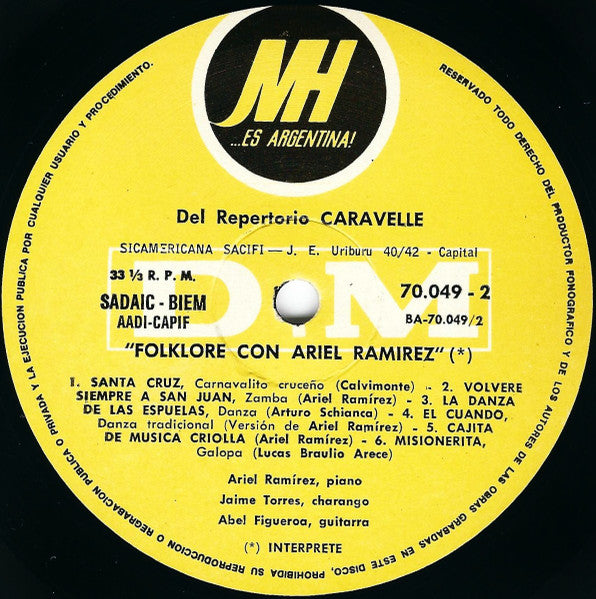 MH
...ES ARGENTINA!
Del Repertorio CARAVELLE
SICAMERICANA SACIFI — J. E. Uriburu 40/42 - Capital
33 ⅓ R. P. M.
SADAIC - BIEM
AADI-CAPIF
70.049 - 2
BA-70.049/2
D.M
"FOLKLORE CON ARIEL RAMIREZ" (*)
1. SANTA CRUZ, Carnavalito cruceño (Calvimonte) .. 2. VOLVERE
SIEMPRE A SAN JUAN, Zamba (Ariel Ramírez) - 3. LA DANZA
DE LAS ESPUELAS, Danza (Arturo Schianca) - 4. EL CUANDO,
Danza tradicional (Versión de Ariel Ramírez) - 5. CAJITA
DE MUSICA CRIOLLA (Ariel Ramírez) - 6. MISIONERITA,
Galopa (Lucas Braulio Arece)
Ariel Ramírez, piano
Jaime Torres, charango
Abel Figueroa, guitarra
(*) INTERPRETE
RESERVADO TODO DERECHO DEL PRODUCTOR FONOGRAFICO Y DE LOS AUTORES DE LAS OBRAS GRABADAS EN ESTE DISCO, PROHIBIDA SU REPRODUCCION O REGRABACION PUBLICA O PRIVADA Y LA EJECUCION PUBLICA POR CUALQUIER USUARIO Y PROCEDIMIENTO.